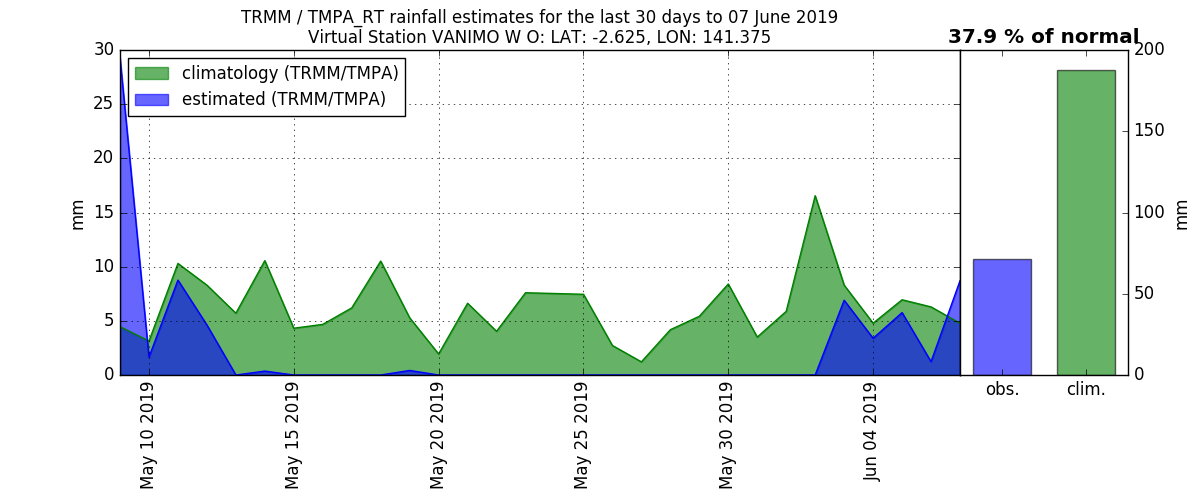 TRMM / TMPA_RT rainfall estimates for the last 30 days to 07 June 2019
Virtual Station VANIMO W O: LAT: -2.625, LON: 141.375
37.9 % of normal
climatology (TRMM/TMPA)
estimated (TRMM/TMPA)
30
25
20
15
10
5
0
mm
200
150
100
50
0
mm
May 10 2019
May 15 2019
May 20 2019
May 25 2019
May 30 2019
Jun 04 2019
obs.
clim.